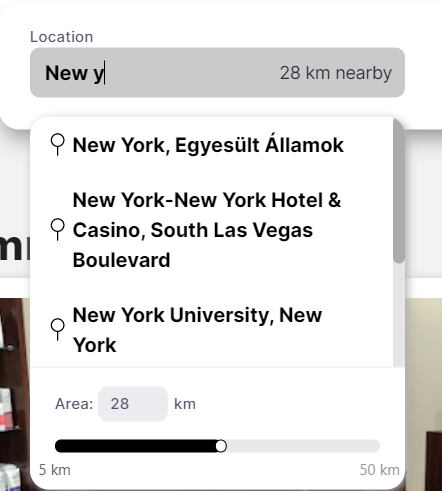 Location
New y 28 km nearby
New York, Egyesült Államok
New York-New York Hotel &
Casino, South Las Vegas
Boulevard
New York University, New
York
Area: 28 km
5 km 50 km